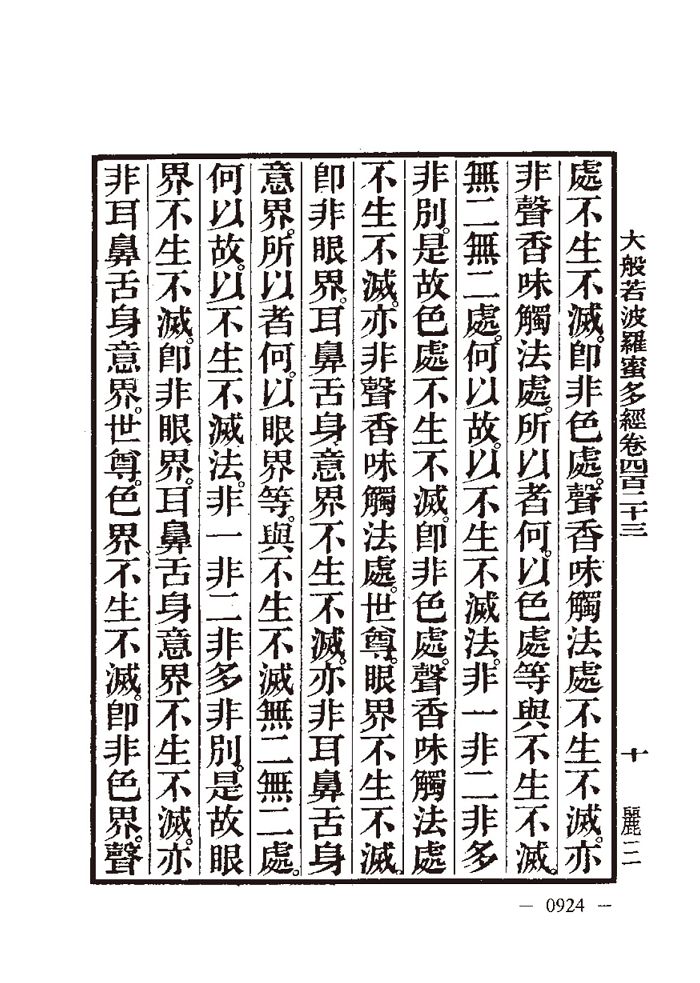 大般若波羅蜜多經卷四百二十三
十
麗三
處不生不滅。卽非色處。聲香味觸法處不生不滅。亦
非聲香味觸法處。所以者何。以色處等與不生不滅。
無二無二處。何以故。以不生不滅法。非一非二非多
非別。是故色處不生不滅。卽非色處。聲香味觸法處
不生不滅。亦非聲香味觸法處。世尊。眼界不生不滅。
卽非眼界。耳鼻舌身意界不生不滅。亦非耳鼻舌身
意界。所以者何。以眼界等。與不生不滅無二無二處。
何以故。以不生不滅法。非一非二非多非別。是故眼
界不生不滅。卽非眼界。耳鼻舌身意界不生不滅。亦
非耳鼻舌身意界。世尊。色界不生不滅。卽非色界。聲
— 0924 —